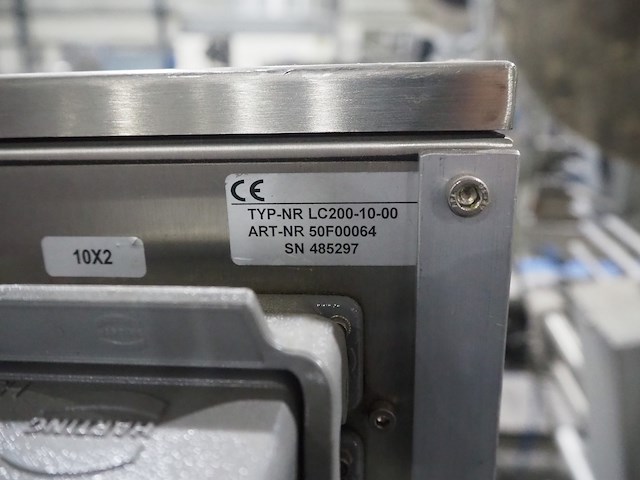 CE
TYP-NR LC200-10-00
ART-NR 50F00064
SN 485297
10X2
HARTING